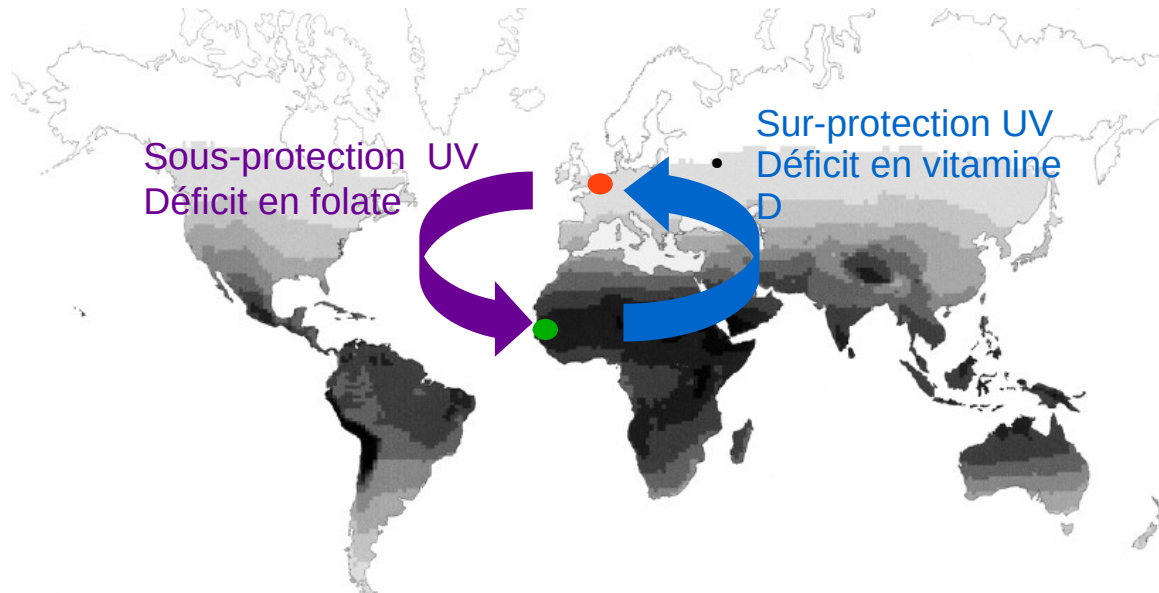 Sous-protection  UV
Déficit en folate
Sur-protection UV
• Déficit en vitamine
D